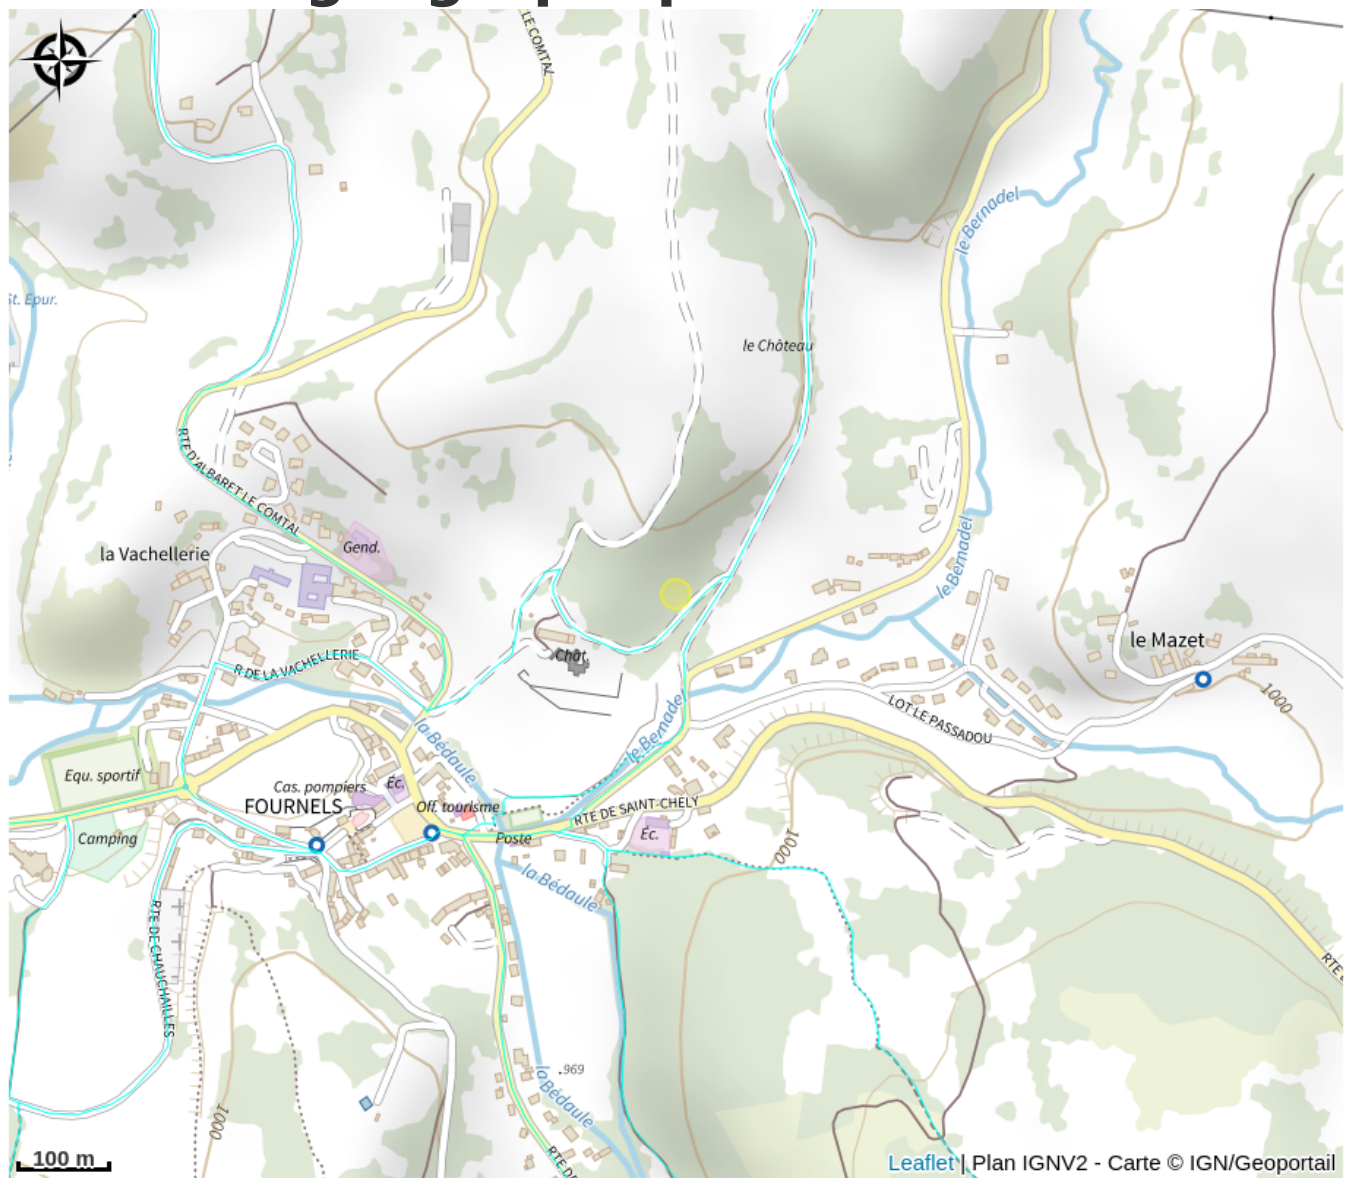 LE COMTAL
le Bernadel
St. Epur.
le Château
RTE D'ALBARET LE COMTAL
la Vachellerie
Gend.
le Bernadel
le Mazet
R DE LA VACHELLERIE
Chât.
1000
LOT LE PASSADOU
la Bédaule
le Bernadel
Equ. sportif
Cas. pompiers
Éc.
FOURNELS
Off. tourisme
RTE DE SAINT-CHELY
Camping
Poste
Éc.
1000
la Bédaule
RTE DE CHAUCHAILLES
RTE D
.969
la Bédaule
1000
RTE DE
100 m
Leaflet | Plan IGNV2 - Carte © IGN/Geoportail